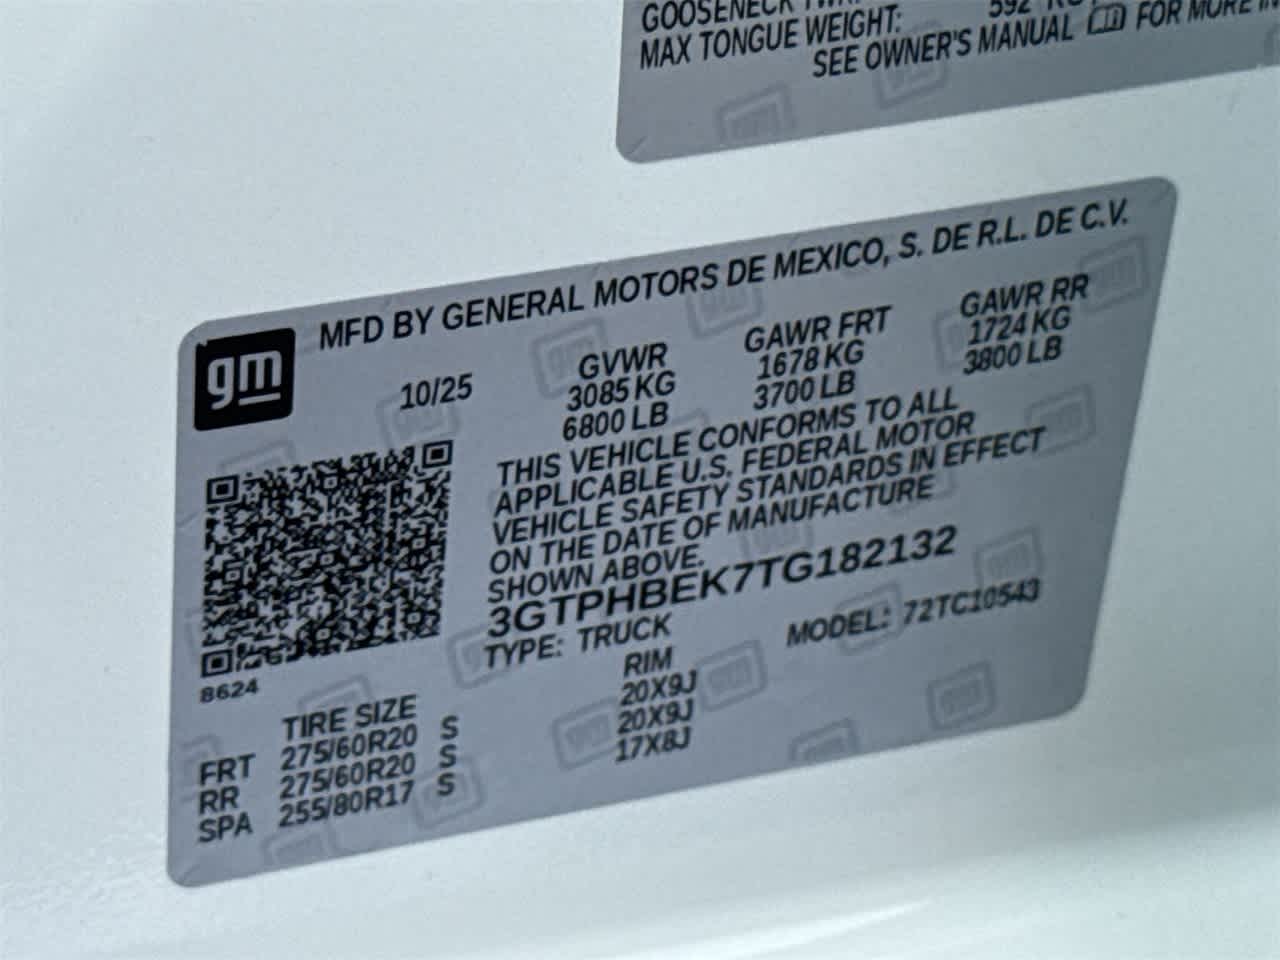 GOOSENECK
MAX TONGUE WEIGHT: 592 KG
SEE OWNER'S MANUAL FOR MORE
gm
MFD BY GENERAL MOTORS DE MEXICO, S. DE R.L. DE C.V.
10/25
GVWR GAWR FRT GAWR RR
3085 KG 1678 KG 1724 KG
6800 LB 3700 LB 3800 LB
THIS VEHICLE CONFORMS TO ALL
APPLICABLE U.S. FEDERAL MOTOR
VEHICLE SAFETY STANDARDS IN EFFECT
ON THE DATE OF MANUFACTURE
SHOWN ABOVE.
3GTPHBEK7TG182132
TYPE: TRUCK MODEL: 72TC10543
8624
TIRE SIZE RIM
FRT 275/60R20 S 20X9J
RR 275/60R20 S 20X9J
SPA 255/80R17 S 17X8J